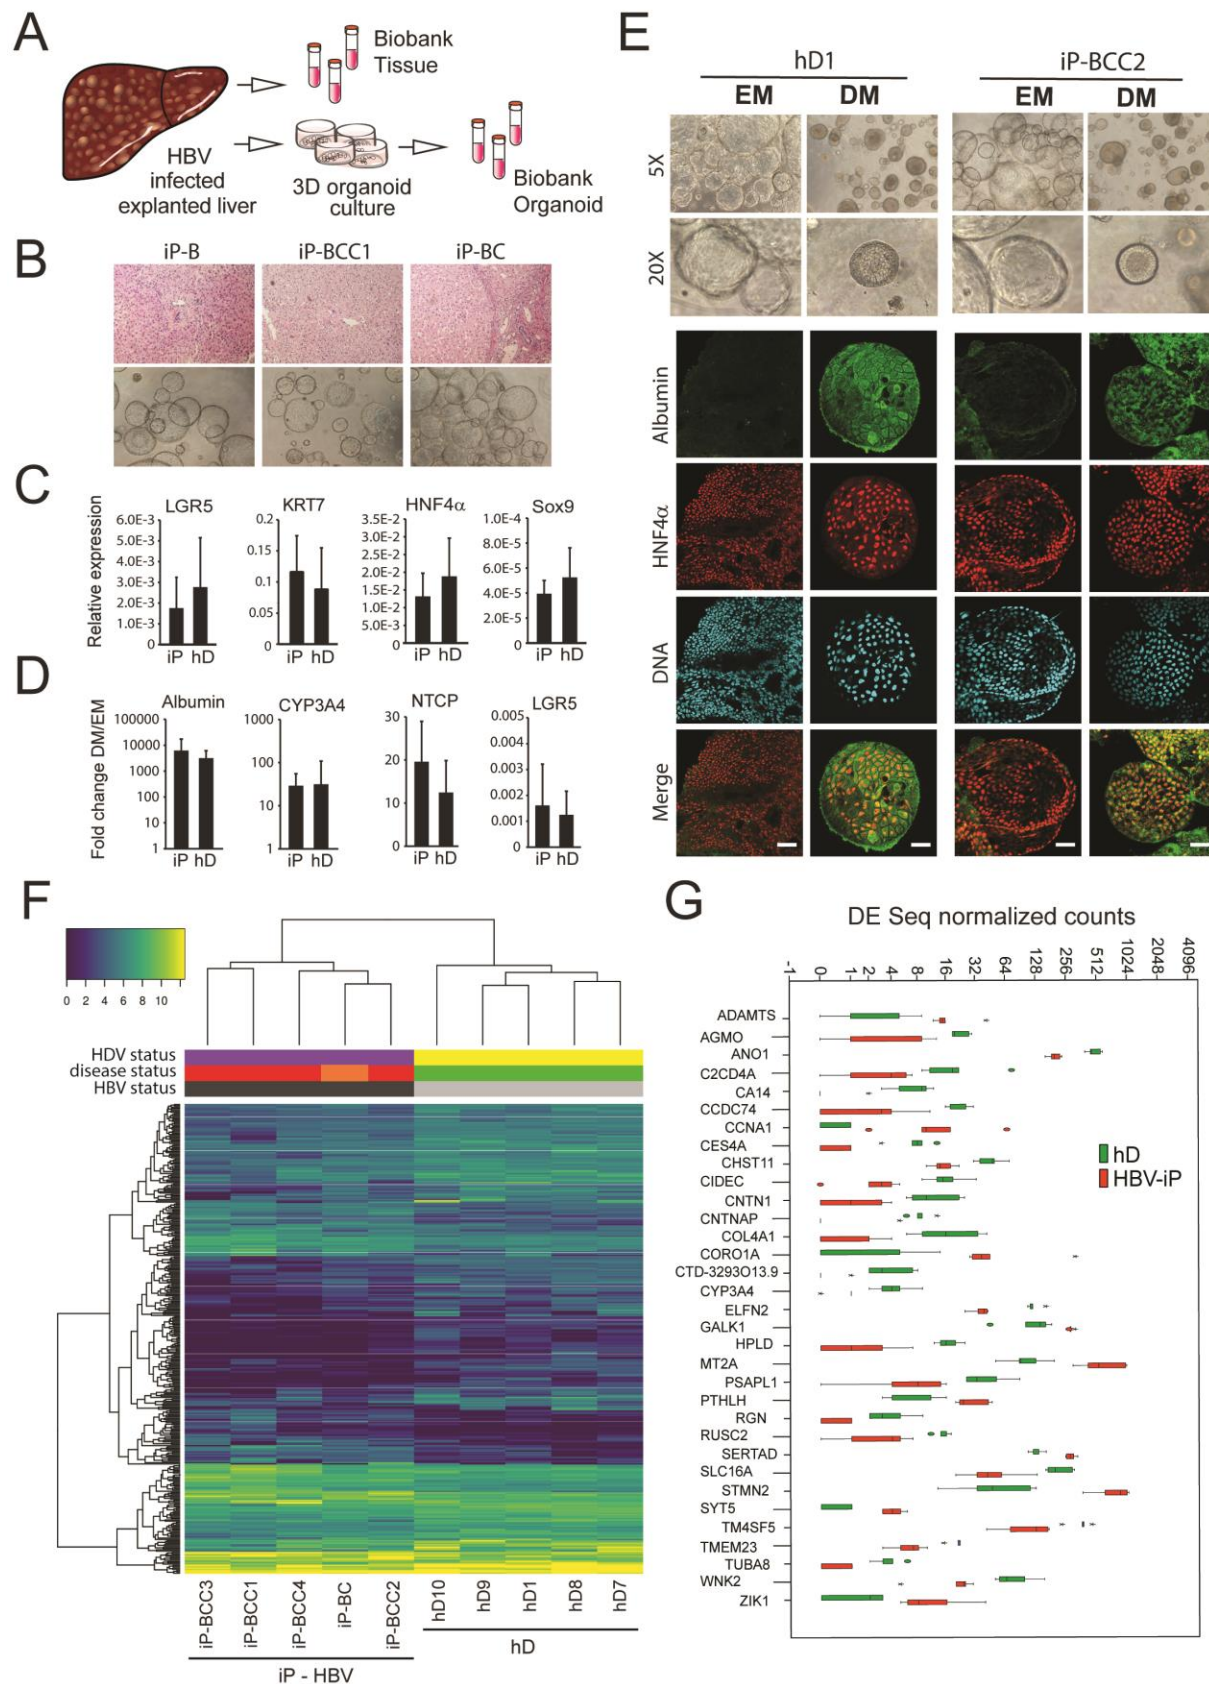 A
Biobank
Tissue
HBV
infected
explanted liver
3D organoid
culture
Biobank
Organoid
B
iP-B iP-BCC1 iP-BC
C
Relative expression
LGR5
6.0E-3
5.0E-3
4.0E-3
3.0E-3
2.0E-3
1.0E-3
0
iP hD
KRT7
0.2
0.15
0.1
0.05
0
iP hD
HNF4α
3.5E-2
3.0E-2
2.5E-2
2.0E-2
1.5E-2
1.0E-2
5.0E-2
0
iP hD
Sox9
1.0E-4
8.0E-5
6.0E-5
4.0E-5
2.0E-5
0
iP hD
D
Fold change DM/EM
Albumin
100000
10000
1000
100
10
1
iP hD
CYP3A4
1000
100
10
1
iP hD
NTCP
30
20
10
0
iP hD
LGR5
0.005
0.004
0.003
0.002
0.001
0
iP hD
E
hD1 iP-BCC2
EM DM EM DM
5X
20X
Albumin
HNF4α
DNA
Merge
F
0 2 4 6 8 10
HDV status
disease status
HBV status
iP-BCC3
iP-BCC1
iP-BCC4
iP-BC
iP-BCC2
hD10
hD9
hD1
hD8
hD7
iP - HBV
hD
G
DE Seq normalized counts
-1 0 1 2 4 8 16 32 64 128 256 512 1024 2048 4096
ADAMTS
AGMO
ANO1
C2CD4A
CA14
CCDC74
CCNA1
CES4A
CHST11
CIDEC
CNTN1
CNTNAP
COL4A1
CORO1A
CTD-3293O13.9
CYP3A4
ELFN2
GALK1
HPLD
MT2A
PSAPL1
PTHLH
RGN
RUSC2
SERTAD
SLC16A
STMN2
SYT5
TM4SF5
TMEM23
TUBA8
WNK2
ZIK1
hD
HBV-iP